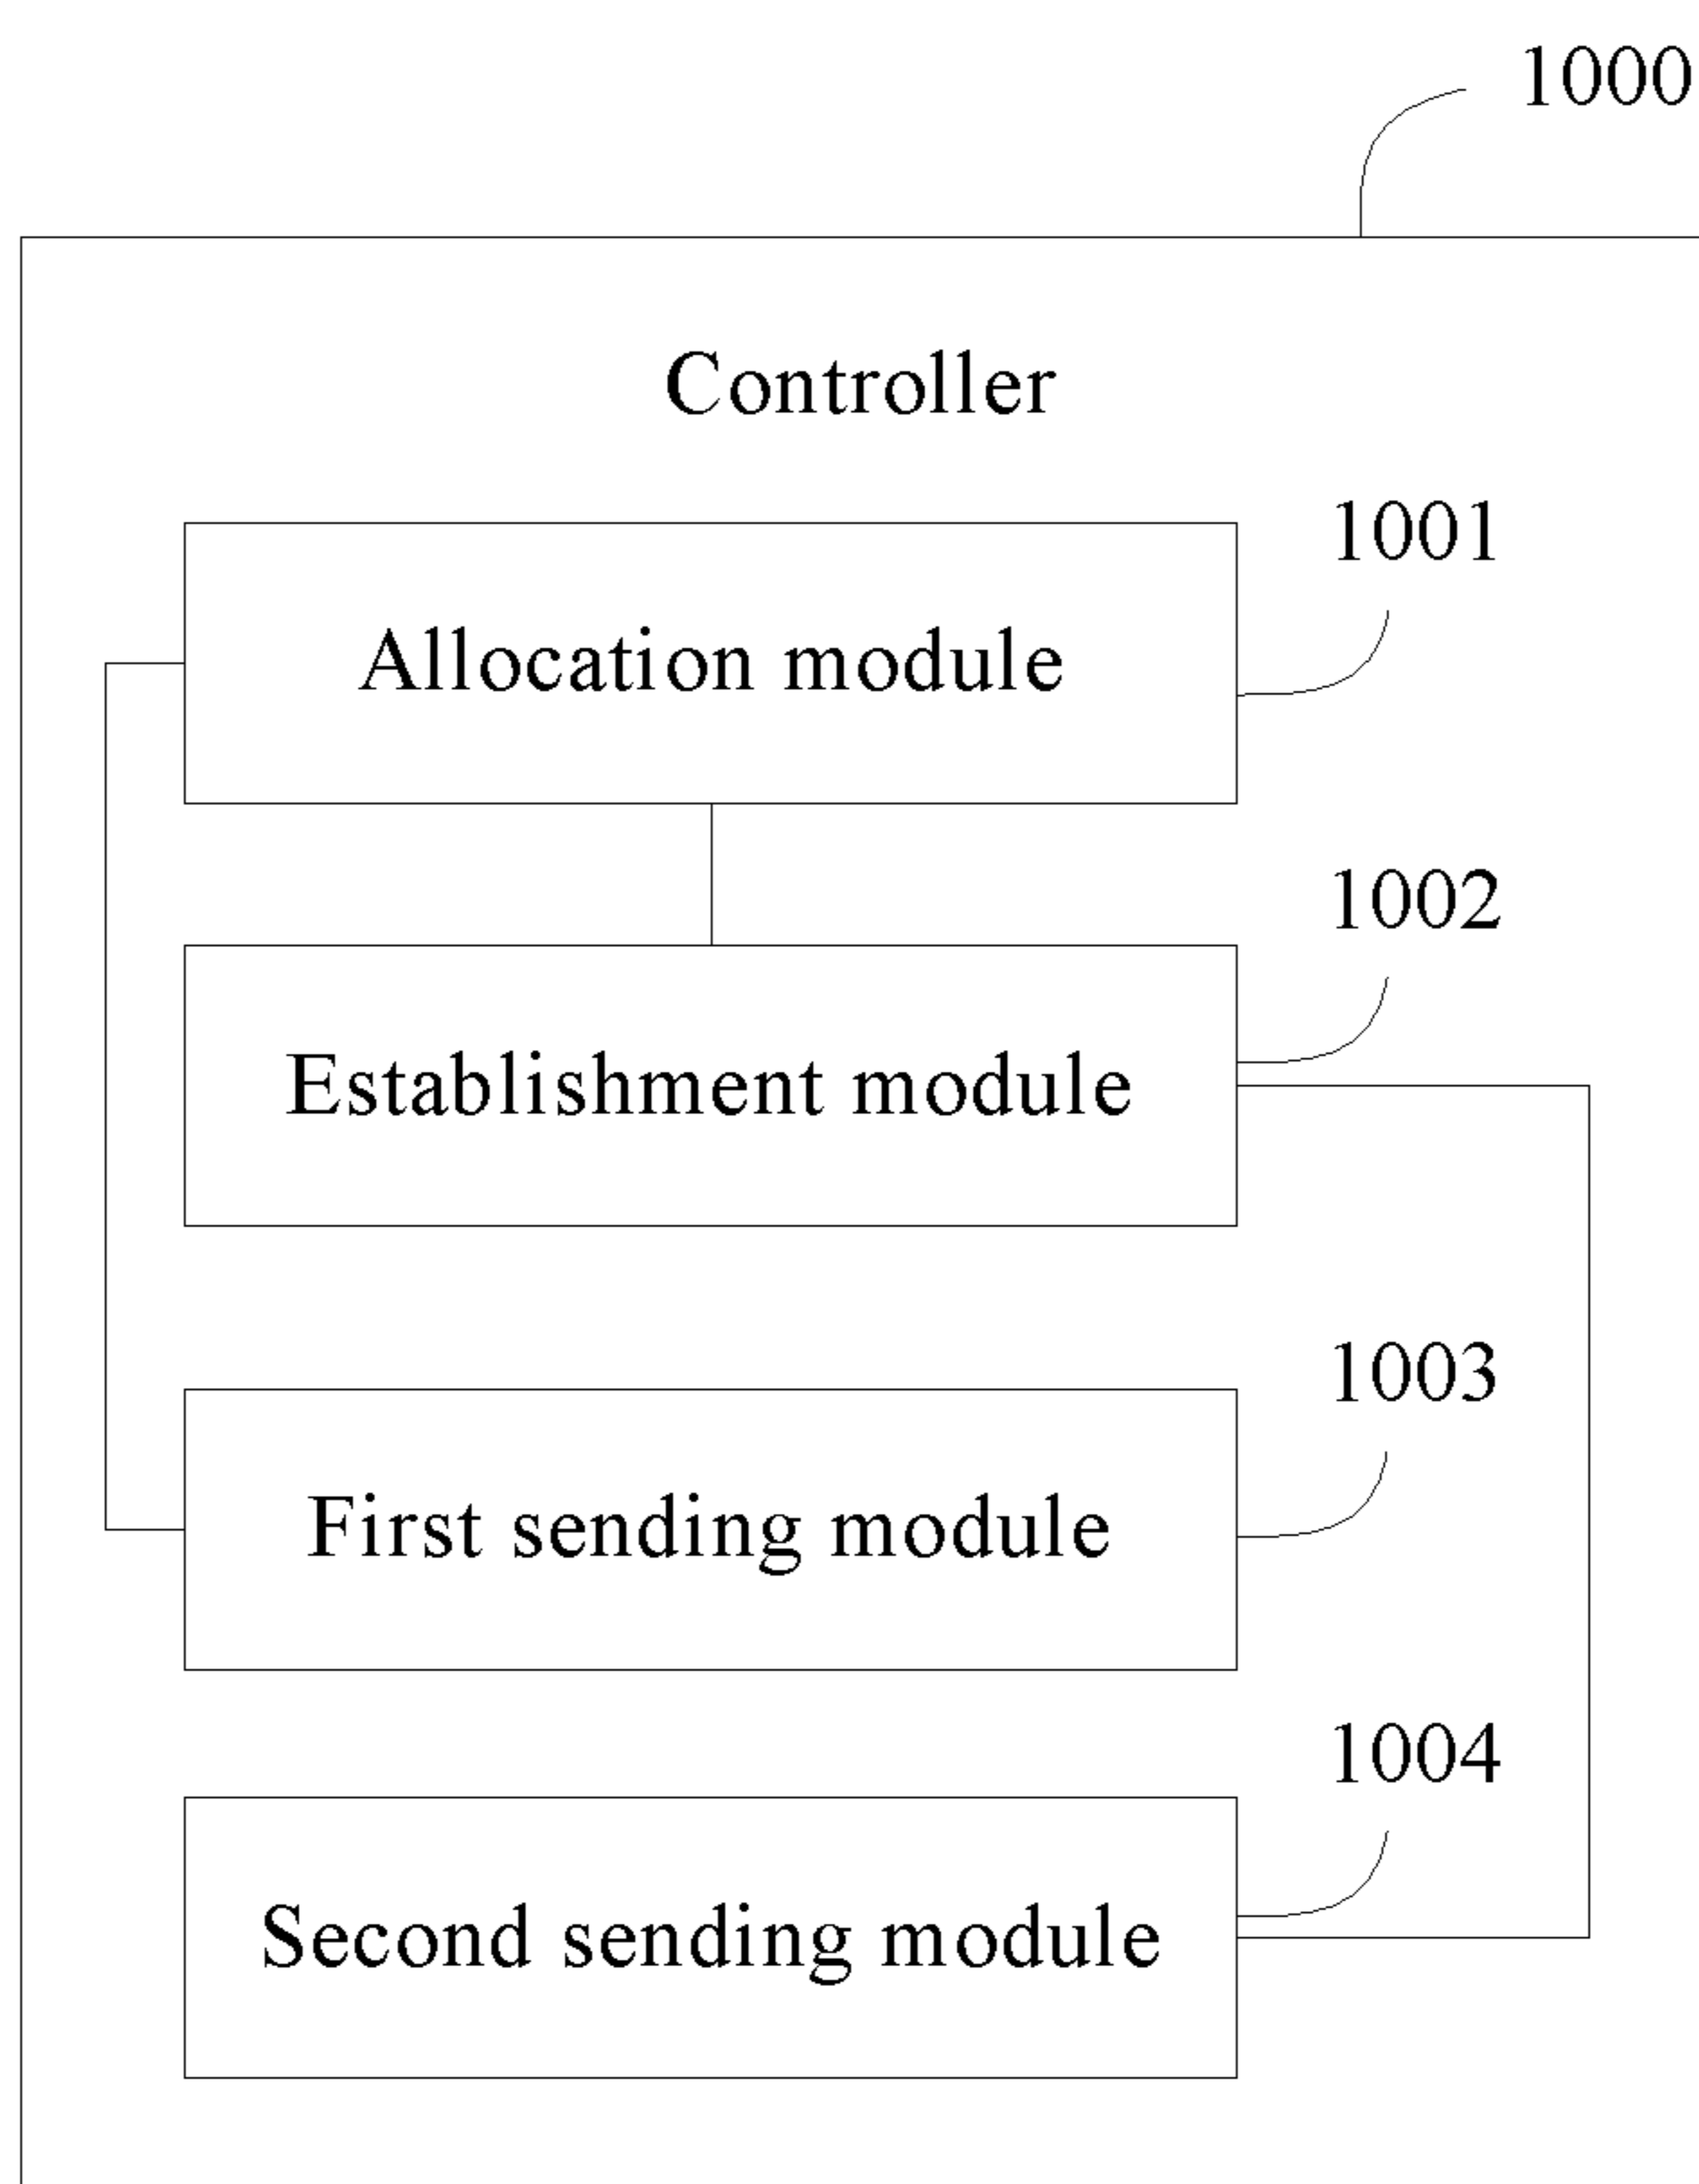 1000
Controller
1001
Allocation module
1002
Establishment module
1003
First sending module
1004
Second sending module